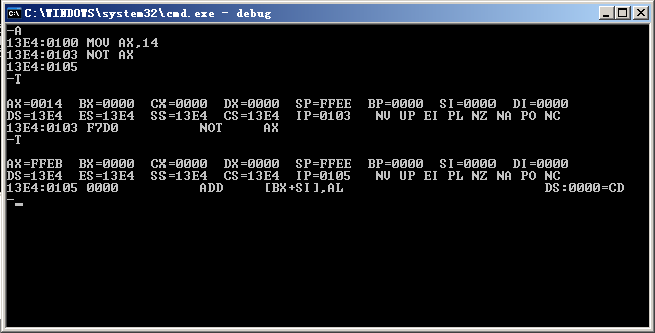 C:\WINDOWS\system32\cmd.exe - debug
-A
13E4:0100 MOV AX,14
13E4:0103 NOT AX
13E4:0105
-T
AX=0014  BX=0000  CX=0000  DX=0000  SP=FFEE  BP=0000  SI=0000  DI=0000
DS=13E4  ES=13E4  SS=13E4  CS=13E4  IP=0103   NV UP EI PL NZ NA PO NC
13E4:0103 F7D0          NOT     AX
-T
AX=FFEB  BX=0000  CX=0000  DX=0000  SP=FFEE  BP=0000  SI=0000  DI=0000
DS=13E4  ES=13E4  SS=13E4  CS=13E4  IP=0105   NV UP EI PL NZ NA PO NC
13E4:0105 0000          ADD     [BX+SI],AL                         DS:0000=CD
-_